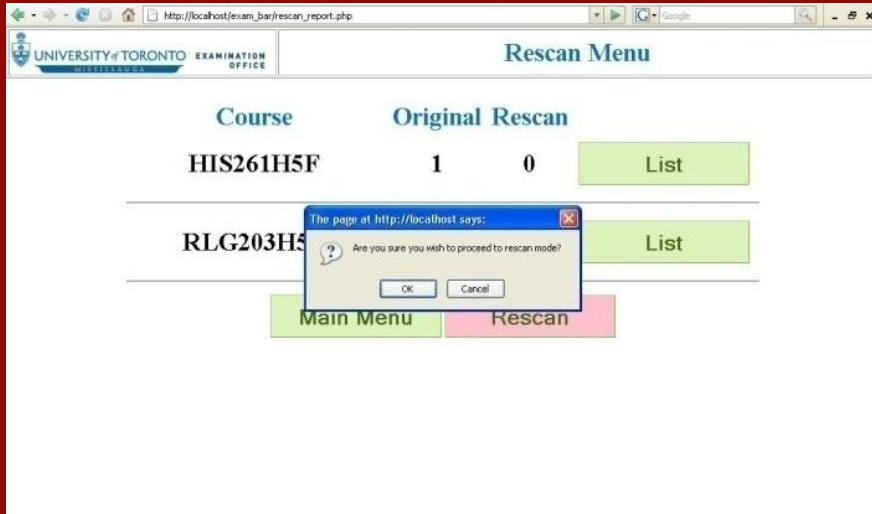 http://localhost/exam_bar/rescan_report.php
Google
UNIVERSITY of TORONTO
MISSISSAUGA
EXAMINATION
OFFICE
Rescan Menu
Course Original Rescan
HIS261H5F 1 0 List
RLG203H5 List
The page at http://localhost says:
Are you sure you wish to proceed to rescan mode?
OK Cancel
Main Menu Rescan